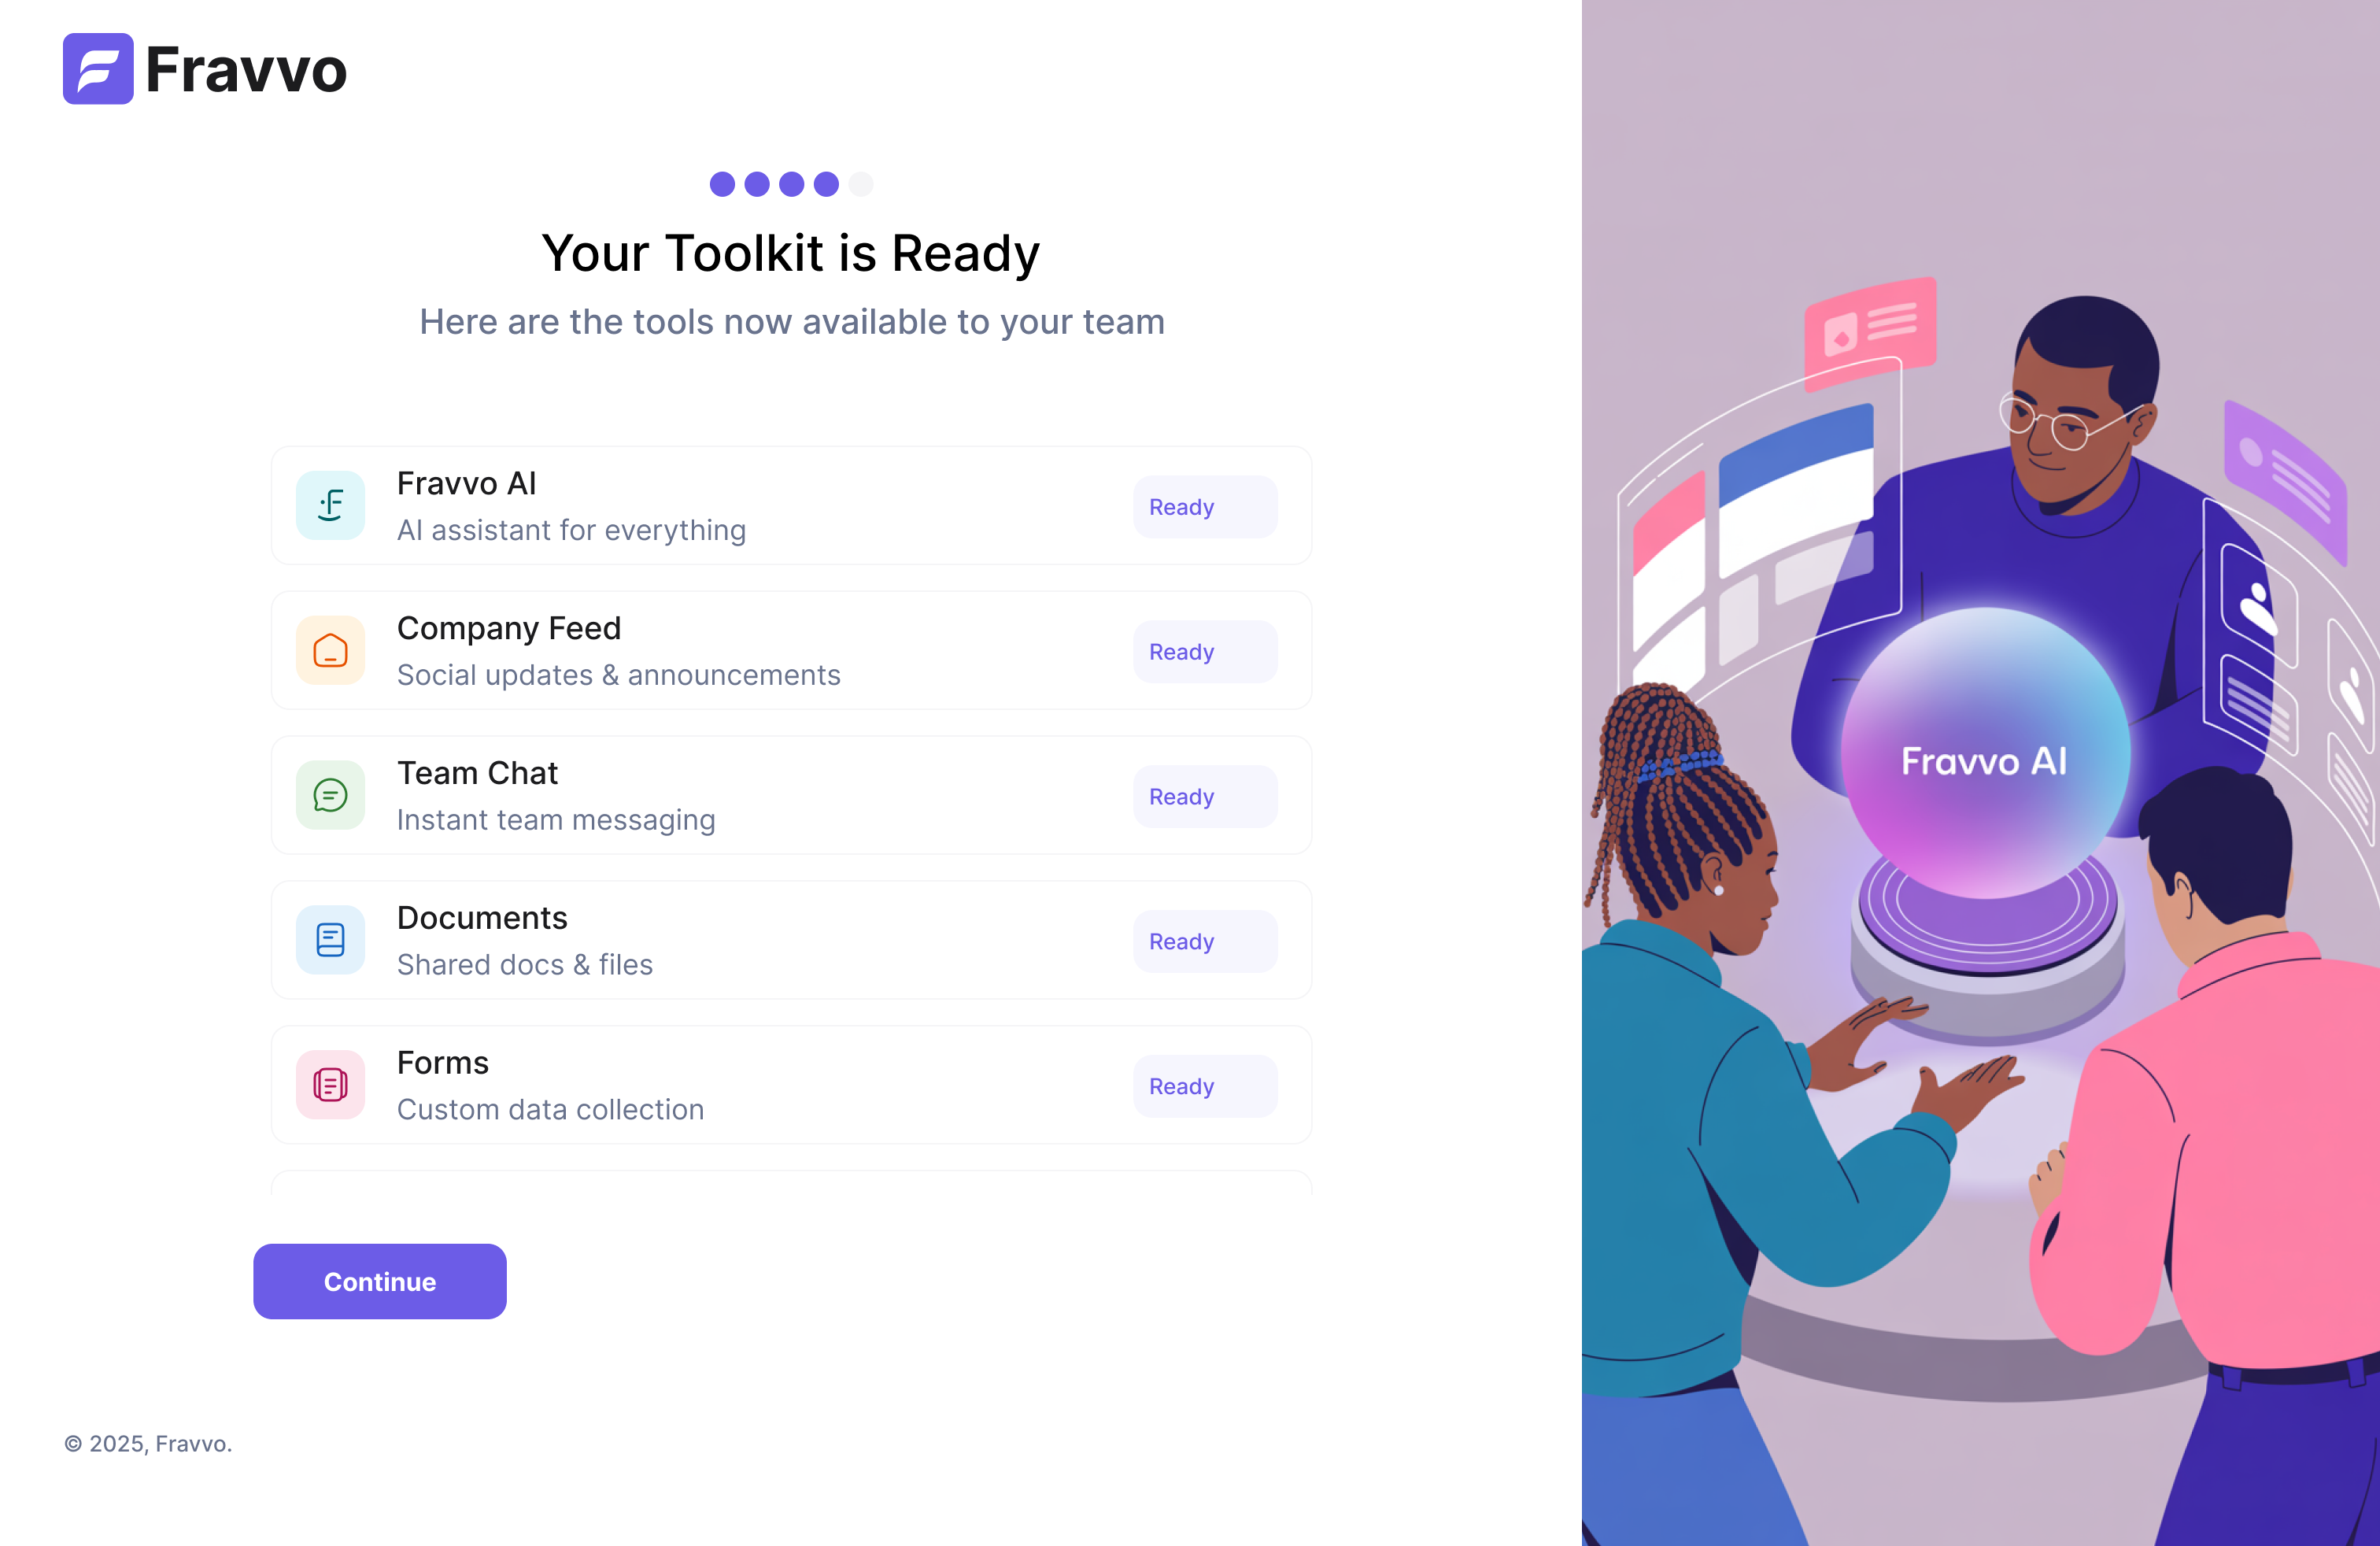 Fravvo
Your Toolkit is Ready
Here are the tools now available to your team
Fravvo AI
AI assistant for everything
Ready
Company Feed
Social updates & announcements
Ready
Team Chat
Instant team messaging
Ready
Documents
Shared docs & files
Ready
Forms
Custom data collection
Ready
Continue
© 2025, Fravvo.
Fravvo AI